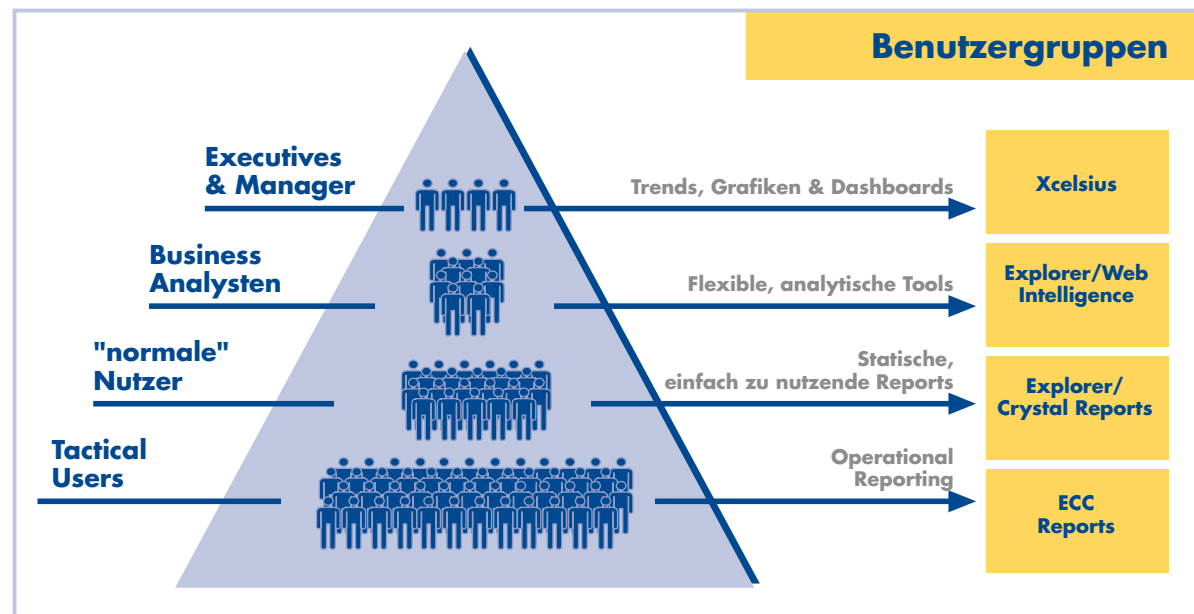 Benutzergruppen
Executives
& Manager
Trends, Grafiken & Dashboards
Xcelsius
Business
Analysten
Flexible, analytische Tools
Explorer/Web
Intelligence
"normale"
Nutzer
Statische,
einfach zu nutzende Reports
Explorer/
Crystal Reports
Tactical
Users
Operational
Reporting
ECC
Reports